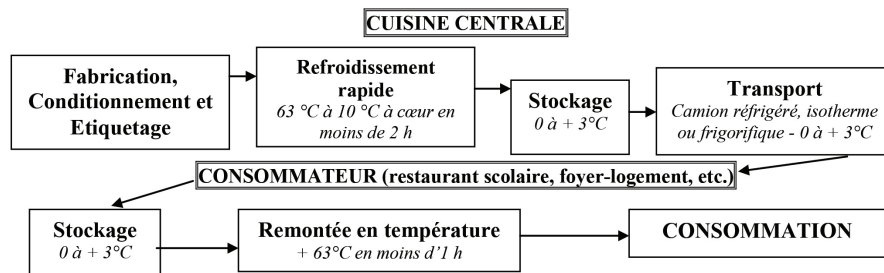 CUISINE CENTRALE
Fabrication,
Conditionnement et
Etiquetage
Refroidissement
rapide
63 °C à 10 °C à cœur en
moins de 2 h
Stockage
0 à + 3°C
Transport
Camion réfrigéré, isotherme
ou frigorifique - 0 à + 3°C
CONSOMMATEUR (restaurant scolaire, foyer-logement, etc.)
Stockage
0 à + 3°C
Remontée en température
+ 63°C en moins d’1 h
CONSOMMATION